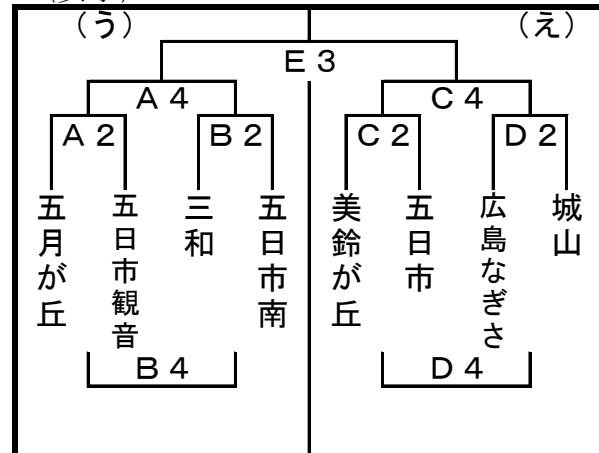 （う）
（え）
Ｅ３
Ａ４
Ｃ４
Ａ２
Ｂ２
Ｃ２
Ｄ２
五月が丘
五日市観音
三和
五日市南
美鈴が丘
五日市
広島なぎさ
城山
Ｂ４
Ｄ４